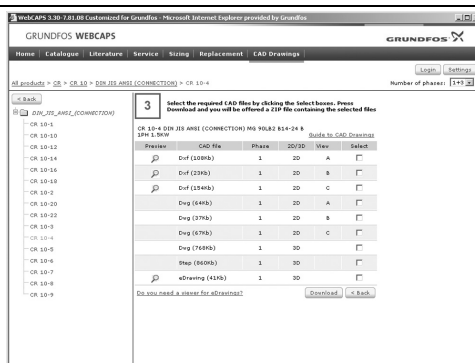 WebCAPS 3.30-7.81.08 Customized for Grundfos - Microsoft Internet Explorer provided by Grundfos
GRUNDFOS WEBCAPS
GRUNDFOS
Home | Catalogue | Literature | Service | Sizing | Replacement | CAD Drawings
Login Settings
All products > CR > CR 10 > DIN JIS ANSI (CONNECTION) > CR 10-4
Number of phases: 1+3
< Back
DIN_JIS_ANSI_(CONNECTION)
CR 10-1
CR 10-10
CR 10-12
CR 10-14
CR 10-16
CR 10-18
CR 10-2
CR 10-20
CR 10-22
CR 10-3
CR 10-4
CR 10-5
CR 10-6
CR 10-7
CR 10-8
CR 10-9
3 Select the required CAD files by clicking the Select boxes. Press
Download and you will be offered a ZIP file containing the selected files
CR 10-4 DIN JIS ANSI (CONNECTION) MG 90LB2 B14-24 B
1PH 1.5KW
Guide to CAD Drawings
Preview CAD file Phase 2D/3D View Select
Dxf (108Kb) 1 2D A
Dxf (23Kb) 1 2D B
Dxf (154Kb) 1 2D C
Dwg (64Kb) 1 2D A
Dwg (37Kb) 1 2D B
Dwg (67Kb) 1 2D C
Dwg (768Kb) 1 3D
Step (860Kb) 1 3D
eDrawing (41Kb) 1 3D
Do you need a viewer for eDrawings?
Download < Back